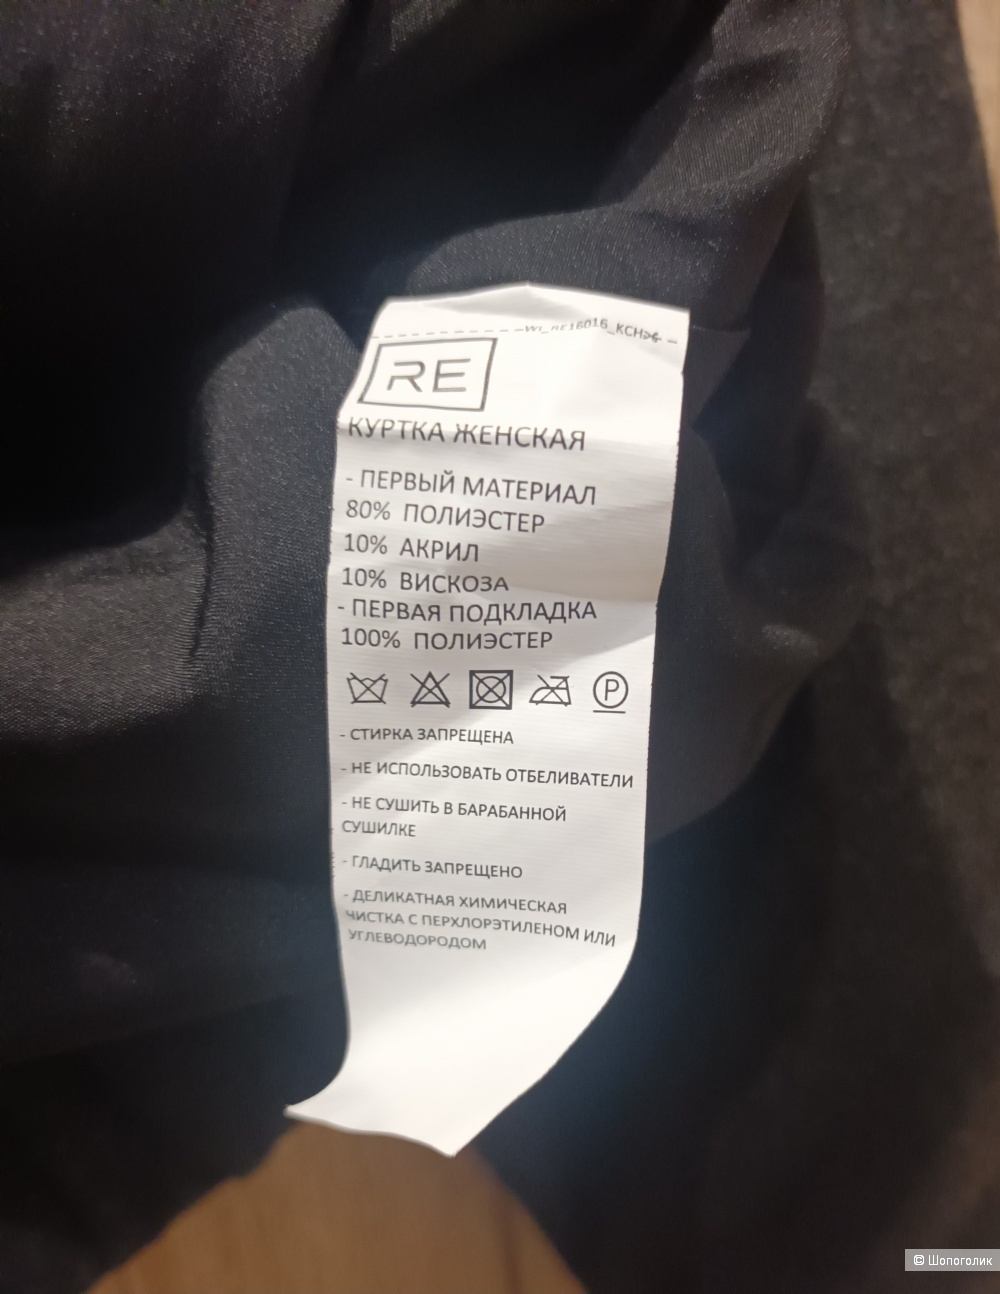 RE
КУРТКА ЖЕНСКАЯ
- ПЕРВЫЙ МАТЕРИАЛ
80% ПОЛИЭСТЕР
10% АКРИЛ
10% ВИСКОЗА
- ПЕРВАЯ ПОДКЛАДКА
100% ПОЛИЭСТЕР
P
- СТИРКА ЗАПРЕЩЕНА
- НЕ ИСПОЛЬЗОВАТЬ ОТБЕЛИВАТЕЛИ
- НЕ СУШИТЬ В БАРАБАННОЙ
СУШИЛКЕ
- ГЛАДИТЬ ЗАПРЕЩЕНО
- ДЕЛИКАТНАЯ ХИМИЧЕСКАЯ
ЧИСТКА С ПЕРХЛОРЭТИЛЕНОМ ИЛИ
УГЛЕВОДОРОДОМ
© Шопоголик